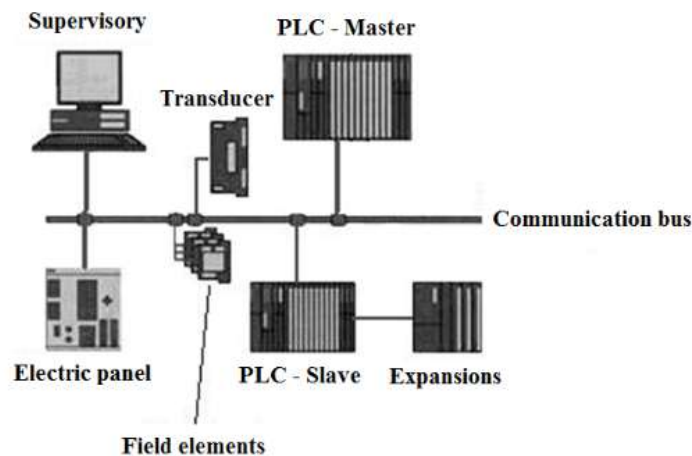 Supervisory
PLC - Master
Transducer
Communication bus
Electric panel
PLC - Slave
Expansions
Field elements